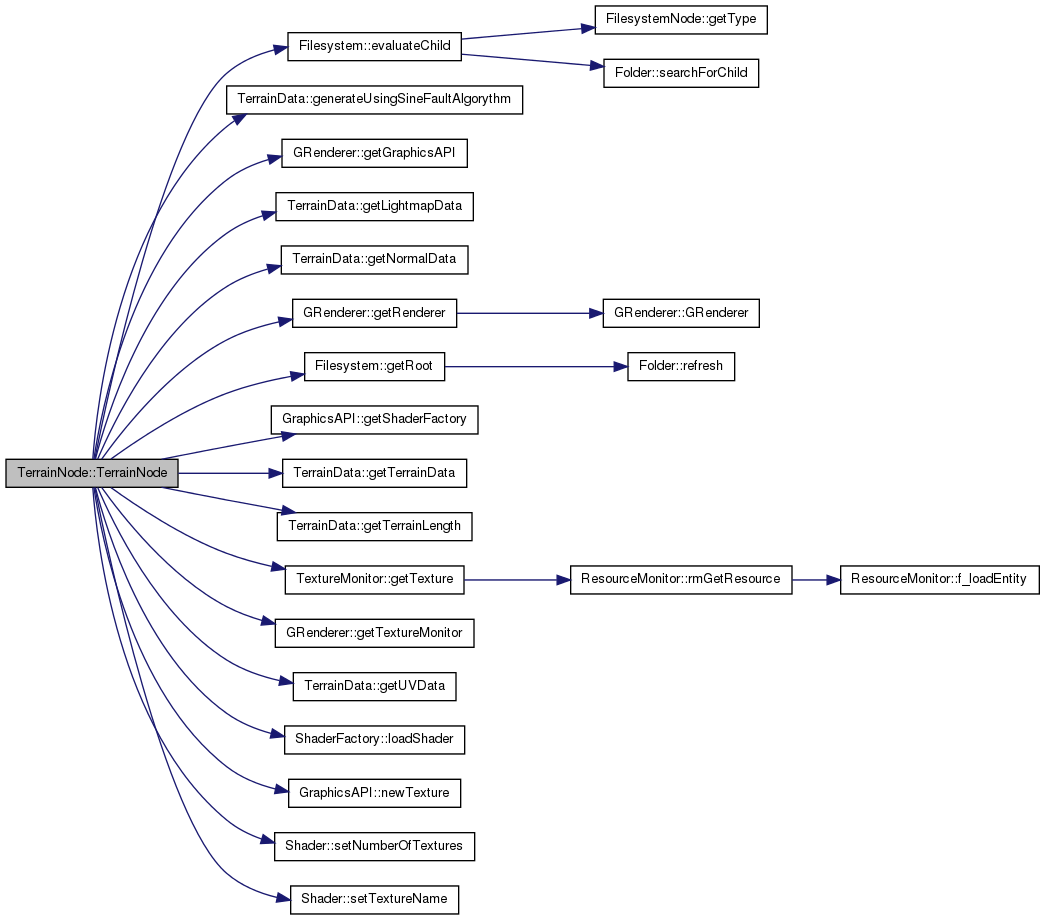 FilesystemNode::getType
Filesystem::evaluateChild
Folder::searchForChild
TerrainData::generateUsingSineFaultAlgorythm
GRenderer::getGraphicsAPI
TerrainData::getLightmapData
TerrainData::getNormalData
GRenderer::getRenderer
GRenderer::GRenderer
Filesystem::getRoot
Folder::refresh
GraphicsAPI::getShaderFactory
TerrainNode::TerrainNode
TerrainData::getTerrainData
TerrainData::getTerrainLength
TextureMonitor::getTexture
ResourceMonitor::rmGetResource
ResourceMonitor::f_loadEntity
GRenderer::getTextureMonitor
TerrainData::getUVData
ShaderFactory::loadShader
GraphicsAPI::newTexture
Shader::setNumberOfTextures
Shader::setTextureName